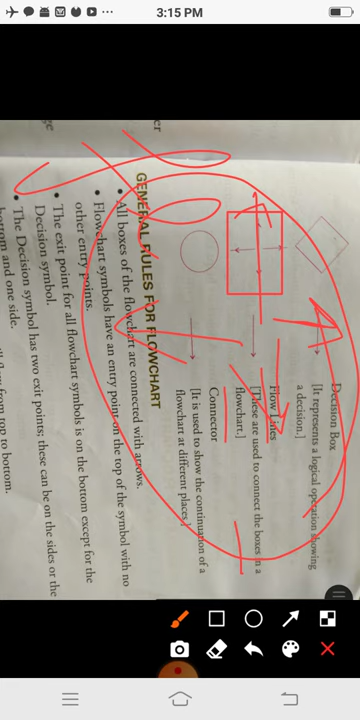 3:15 PM
er
Decision Box
[It represents a logical operation showing
a decision.]
Flow Lines
[These are used to connect the boxes in a
flowchart.]
Connector
[It is used to show the continuation of a
flowchart at different places.]
GENERAL RULES FOR FLOWCHART
• All boxes of the flowchart are connected with arrows.
• Flowchart symbols have an entry point on the top of the symbol with no
other entry points.
• The exit point for all flowchart symbols is on the bottom except for the
Decision symbol.
• The Decision symbol has two exit points; these can be on the sides or the
bottom and one side.
flow from top to bottom.